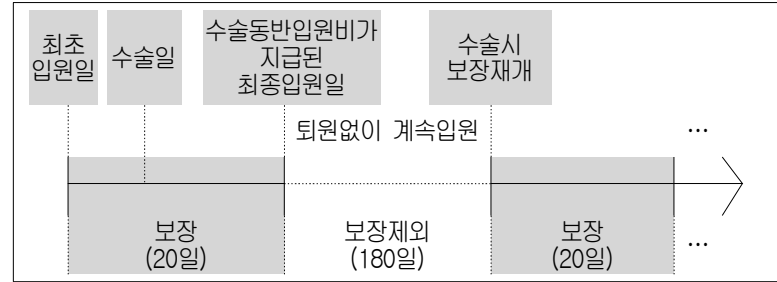 최초
입원일
수술일
수술동반입원비가
지급된
최종입원일
수술시
보장재개
퇴원없이 계속입원
...
보장
(20일)
보장제외
(180일)
보장
(20일)
...